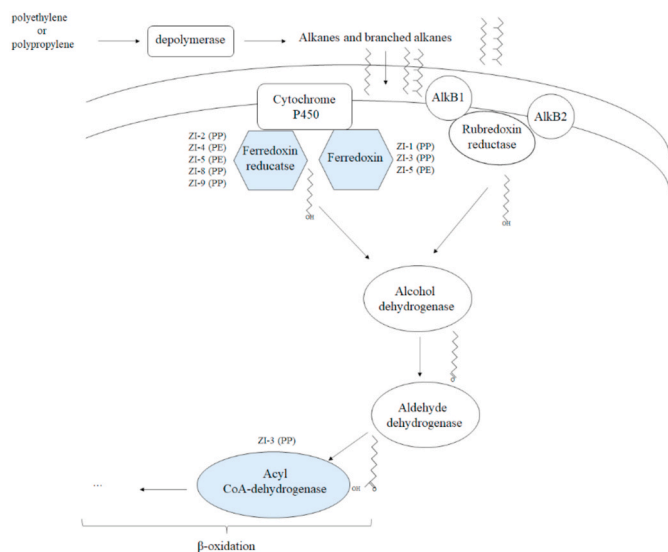 polyethylene
or
polypropylene
depolymerase
Alkanes and branched alkanes
Cytochrome
P450
AlkB1
AlkB2
Rubredoxin
reductase
ZI-2 (PP)
ZI-4 (PE)
ZI-5 (PE)
ZI-8 (PP)
ZI-9 (PP)
Ferredoxin
reducatse
Ferredoxin
ZI-1 (PP)
ZI-3 (PP)
ZI-5 (PE)
OH
OH
Alcohol
dehydrogenase
O
Aldehyde
dehydrogenase
ZI-3 (PP)
Acyl
CoA-dehydrogenase
OH
O
...
β-oxidation